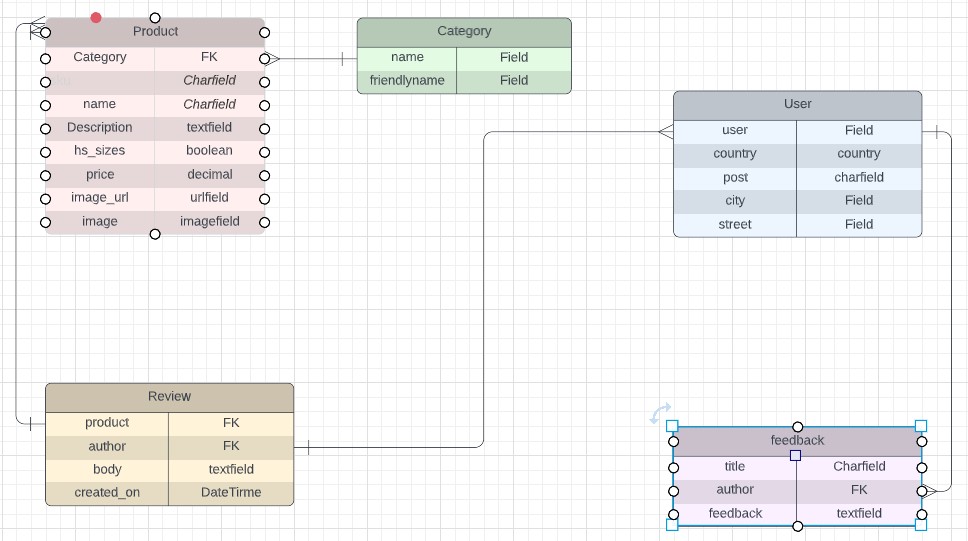 Product
Category FK
Charfield
name Charfield
Description textfield
hs_sizes boolean
price decimal
image_url urlfield
image imagefield
Category
name Field
friendlyname Field
User
user Field
country country
post charfield
city Field
street Field
Review
product FK
author FK
body textfield
created_on DateTirme
feedback
title Charfield
author FK
feedback textfield